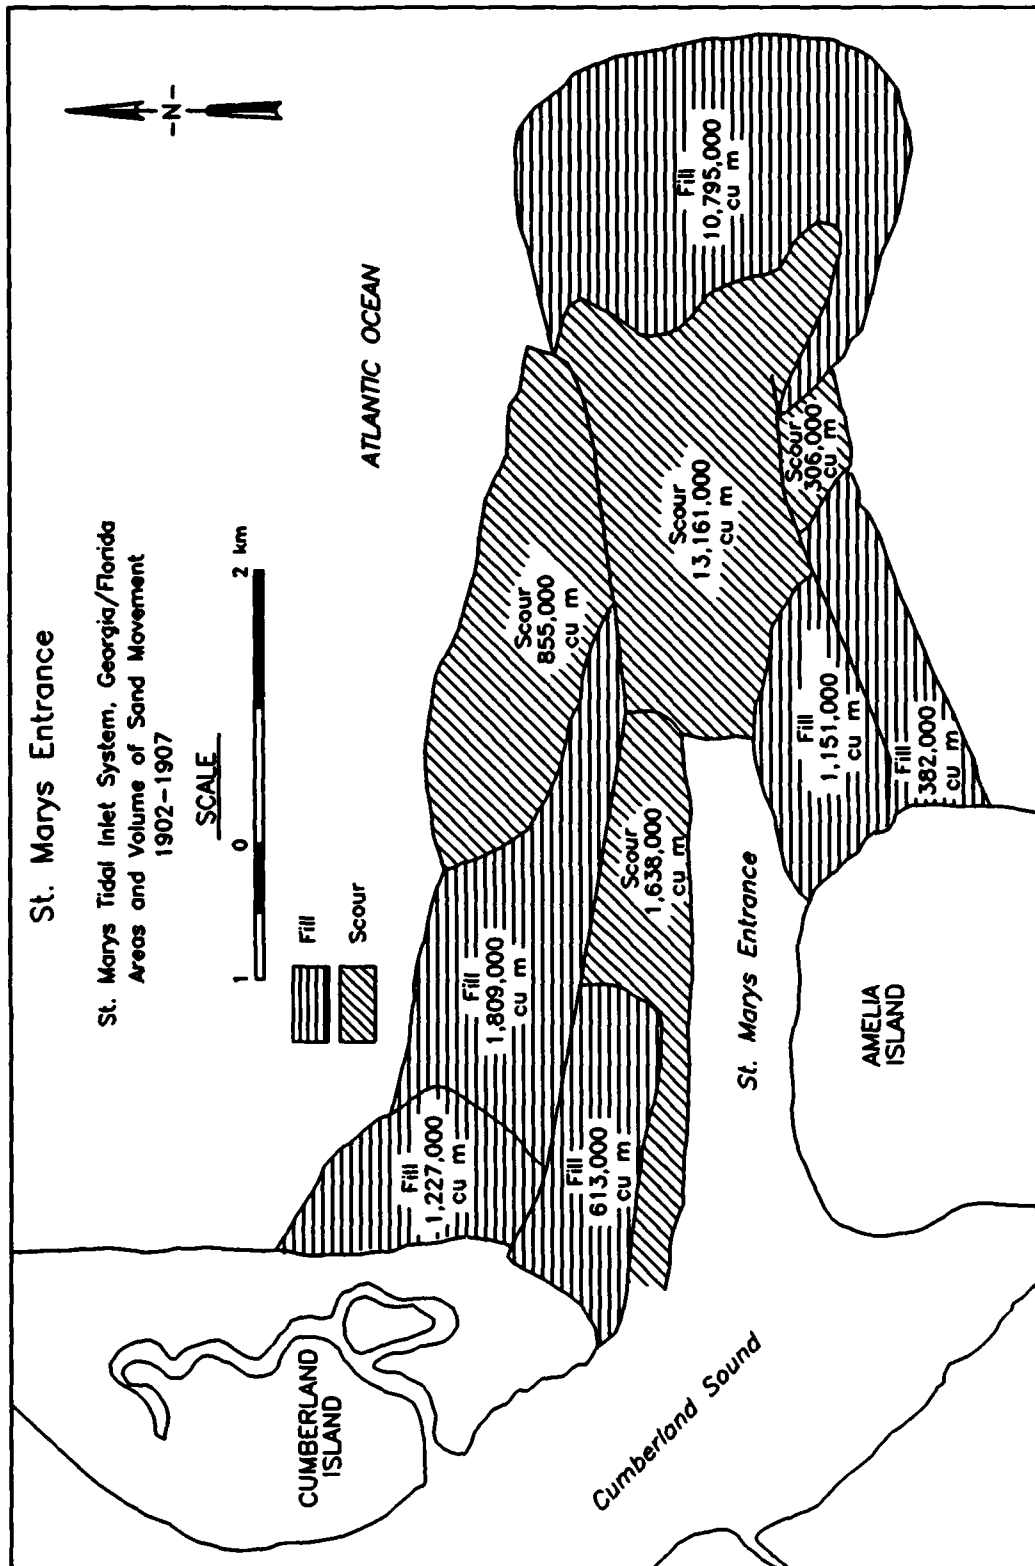 St. Marys Entrance
St. Marys Tidal Inlet System, Georgia/Florida
Areas and Volume of Sand Movement
1902-1907
SCALE
1 0 2 km
Fill
Scour
-N-
ATLANTIC OCEAN
Fill
10,795,000
cu m
Scour
855,000
cu m
Scour
13,161,000
cu m
Scour
306,000
cu m
Fill
1,809,000
cu m
Fill
1,227,000
cu m
Fill
613,000
cu m
Scour
1,638,000
cu m
Fill
1,151,000
cu m
Fill
382,000
cu m
St. Marys Entrance
AMELIA
ISLAND
CUMBERLAND
ISLAND
Cumberland Sound